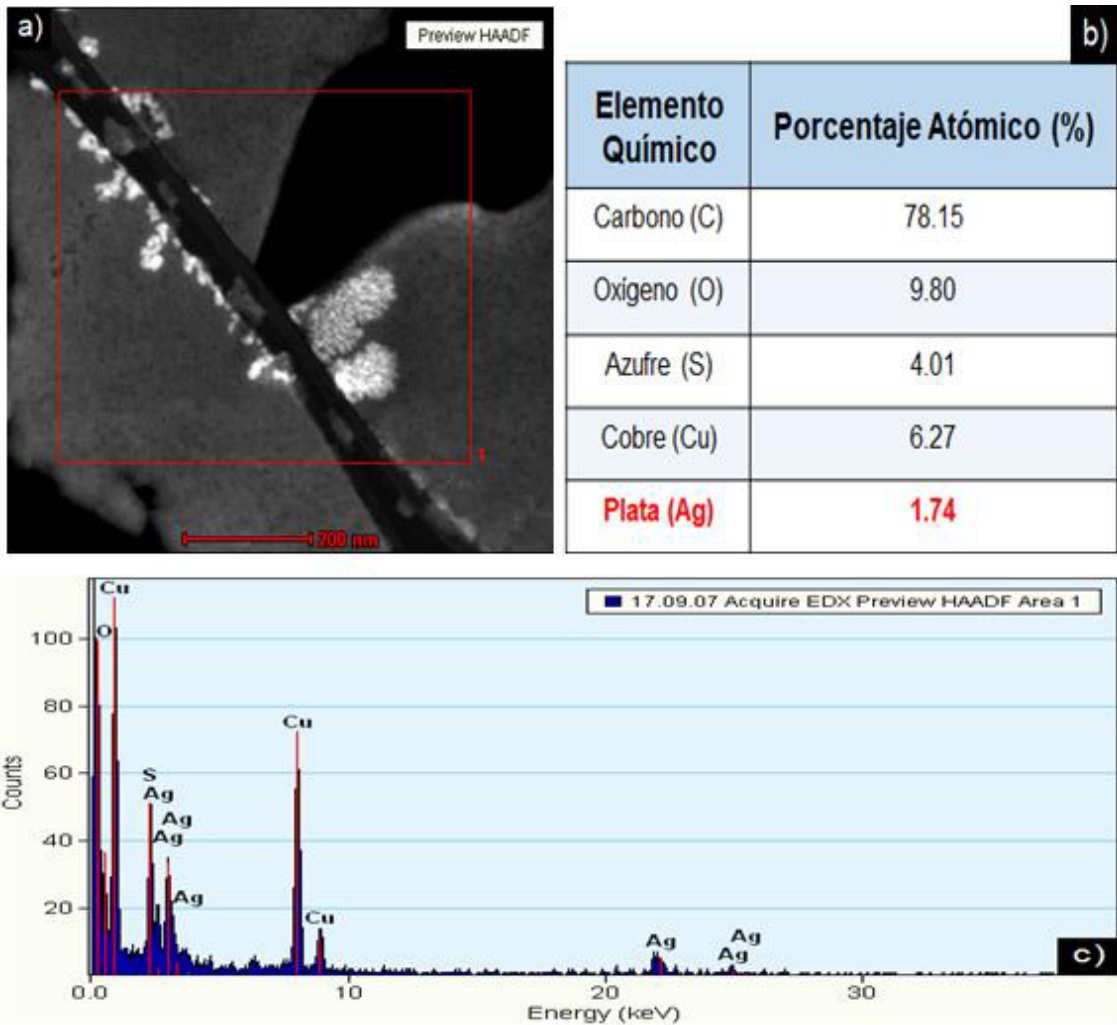 a)
Preview HAADF
1
200 nm
b)
Elemento Químico
Porcentaje Atómico (%)
Carbono (C)
78.15
Oxígeno (O)
9.80
Azufre (S)
4.01
Cobre (Cu)
6.27
Plata (Ag)
1.74
17.09.07 Acquire EDX Preview HAADF Area 1
Cu
O
S
Ag
Ag
Ag
Ag
Cu
Cu
Ag
Ag
Ag
100
80
60
40
20
Counts
0.0
10
20
30
Energy (keV)
c)